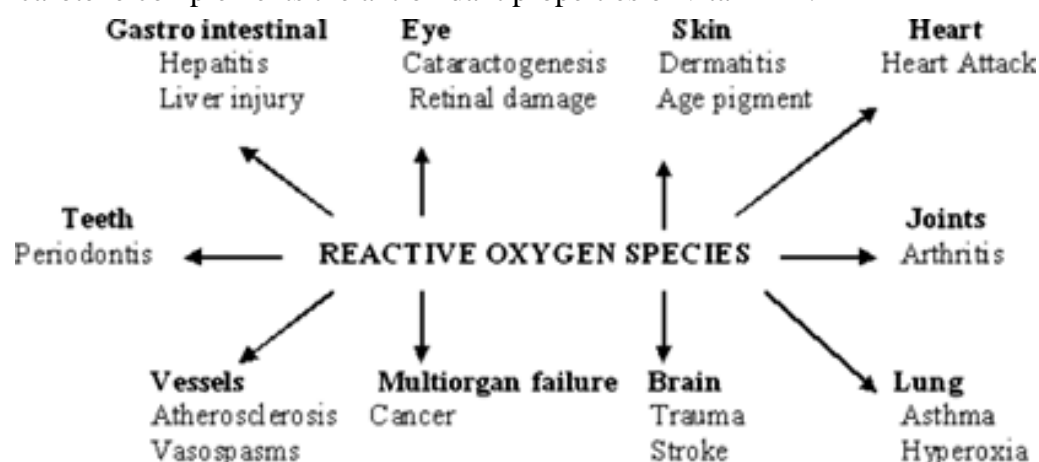 Gastro intestinal Eye Skin Heart
Hepatitis Cataractogenesis Dermatitis Heart Attack
Liver injury Retinal damage Age pigment
Teeth Joints
Periodontis REACTIVE OXYGEN SPECIES Arthritis
Vessels Multiorgan failure Brain Lung
Atherosclerosis Cancer Trauma Asthma
Vasospasms Stroke Hyperoxia